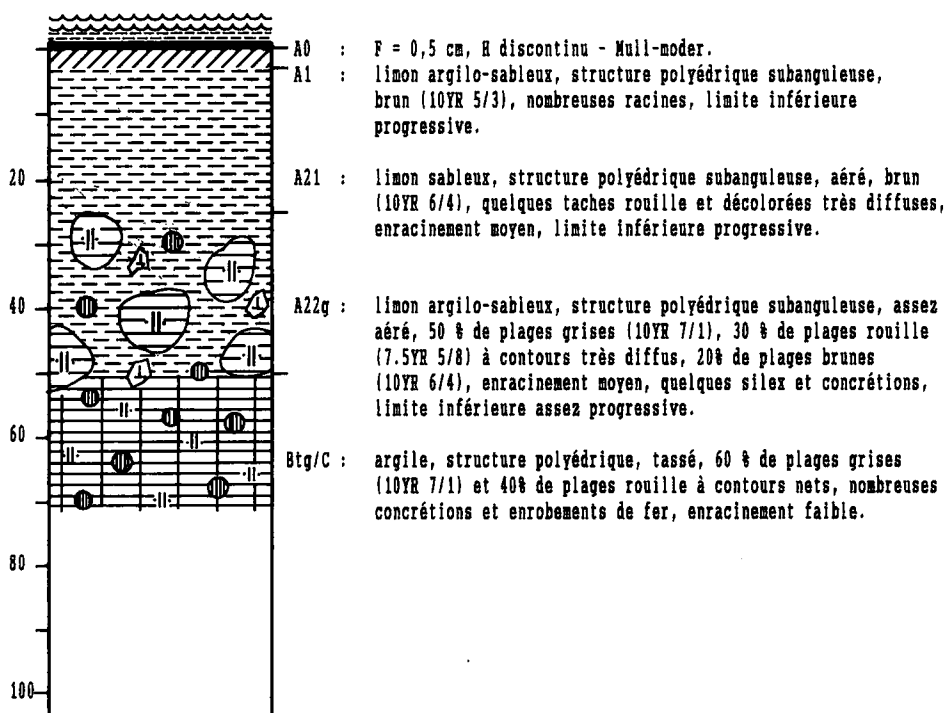 A0 : F = 0,5 cm, H discontinu - Mull-moder.
A1 : limon argilo-sableux, structure polyédrique subanguleuse,
brun (10YR 5/3), nombreuses racines, limite inférieure
progressive.
20 A21 : limon sableux, structure polyédrique subanguleuse, aéré, brun
(10YR 6/4), quelques taches rouille et décolorées très diffuses,
enracinement moyen, limite inférieure progressive.
40 A22g : limon argilo-sableux, structure polyédrique subanguleuse, assez
aéré, 50 % de plages grises (10YR 7/1), 30 % de plages rouille
(7.5YR 5/8) à contours très diffus, 20% de plages brunes
(10YR 6/4), enracinement moyen, quelques silex et concrétions,
limite inférieure assez progressive.
60
Btg/C : argile, structure polyédrique, tassé, 60 % de plages grises
(10YR 7/1) et 40% de plages rouille à contours nets, nombreuses
concrétions et enrobements de fer, enracinement faible.
80
100